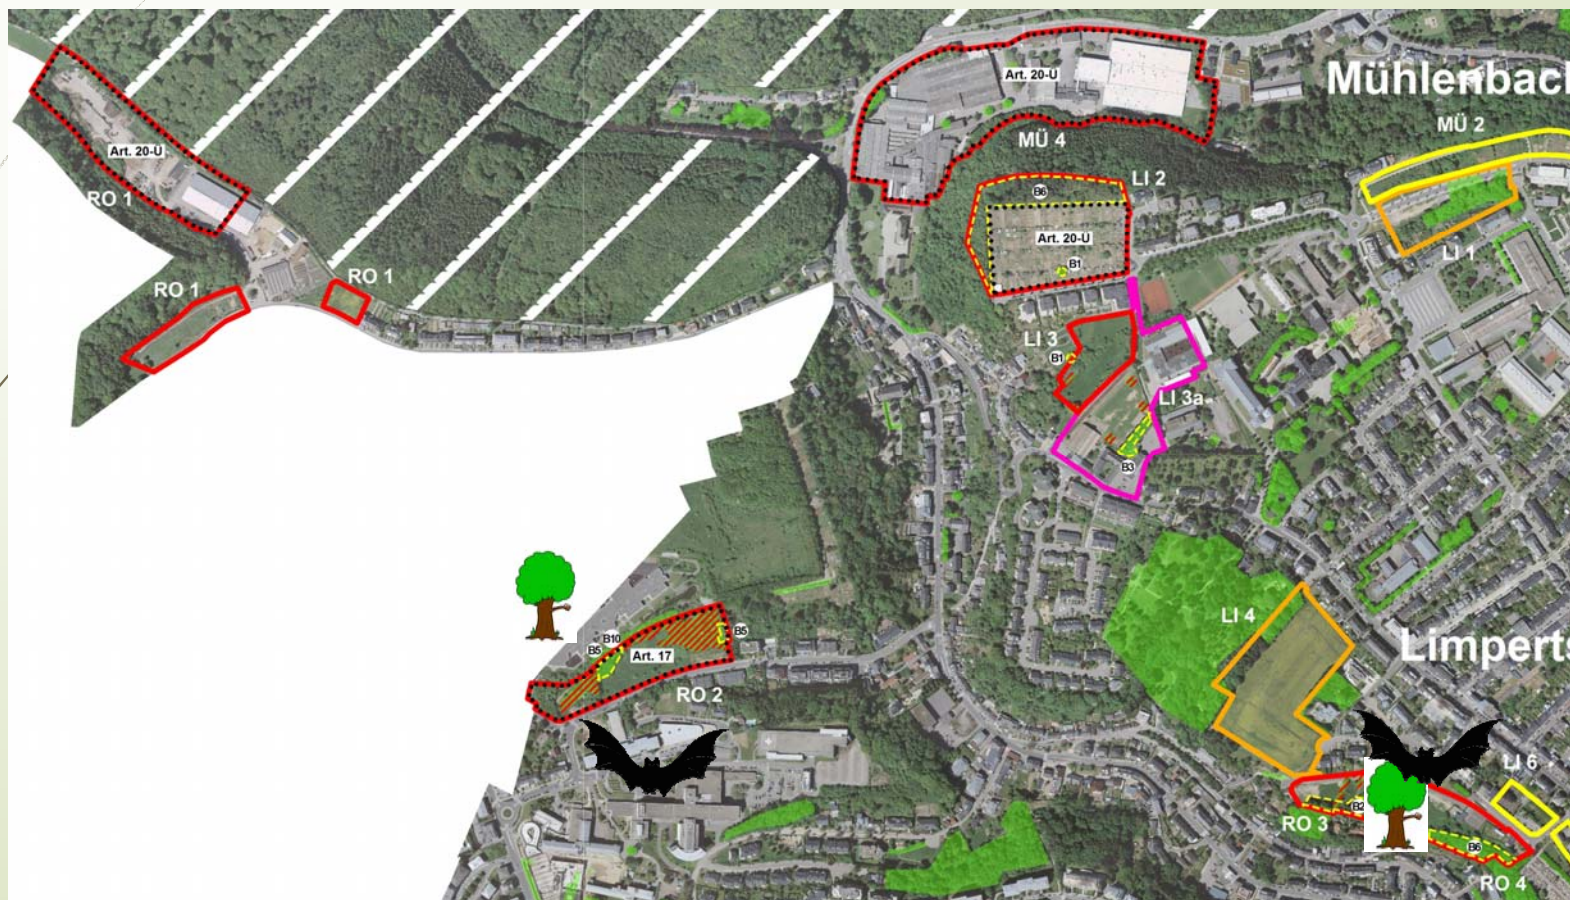 Art. 20-Ü
Mühlenbach
MÜ 2
MÜ 4
Art. 20-Ü
RO 1
LI 2
B6
Art. 20-Ü
LI 1
B1
RO 1
RO 1
LI 3
B1
LI 3a
B3
LI 4
B10
B5
B5
Art. 17
Limperts
RO 2
LI 6
B2
RO 3
B6
RO 4